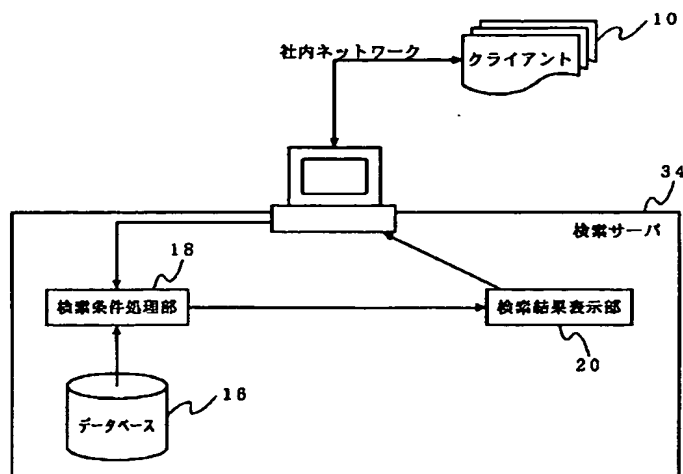 社内ネットワーク
10
クライアント
34
検索サーバ
18
検索条件処理部
検索結果表示部
20
16
データベース